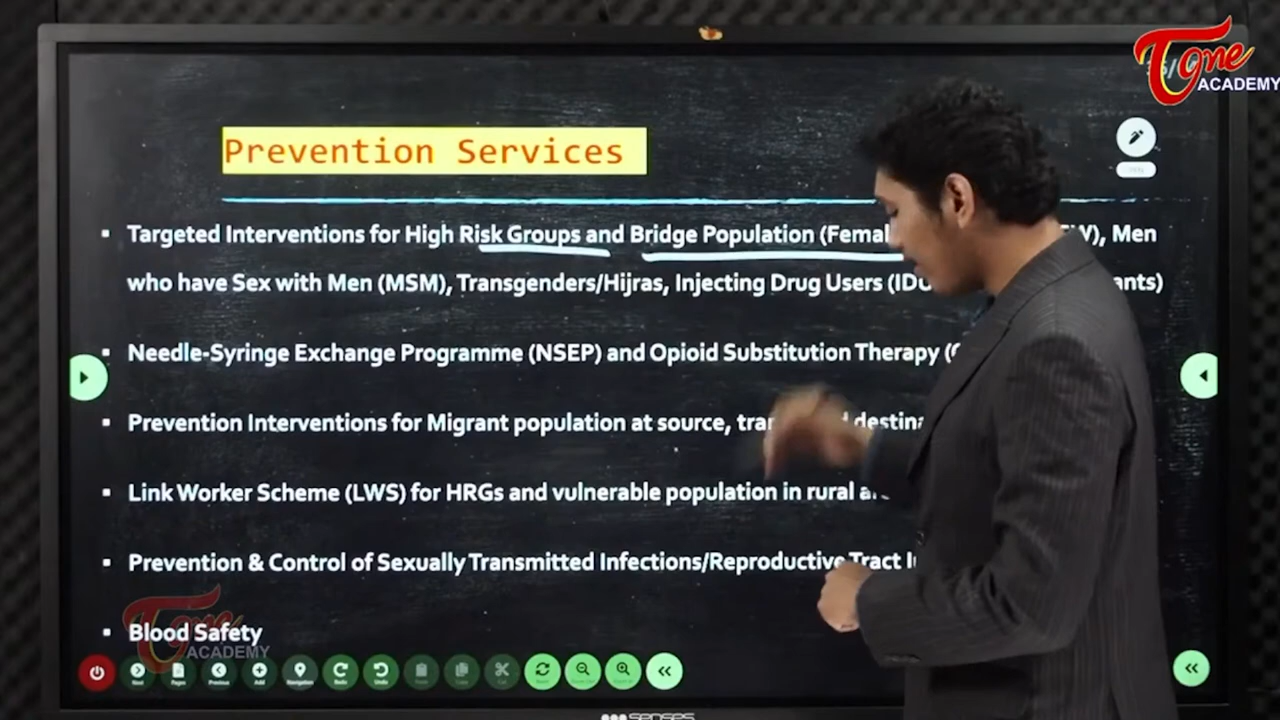 Tone
ACADEMY
Prevention Services
Targeted Interventions for High Risk Groups and Bridge Population (Femal W), Men
who have Sex with Men (MSM), Transgenders/Hijras, Injecting Drug Users (IDU ants)
Needle-Syringe Exchange Programme (NSEP) and Opioid Substitution Therapy (
Prevention Interventions for Migrant population at source,
Link Worker Scheme (LWS) for HRGs and vulnerable population in rural
Prevention & Control of Sexually Transmitted Infections/Reproductive Tract
Blood Safety
Tone
ACADEMY